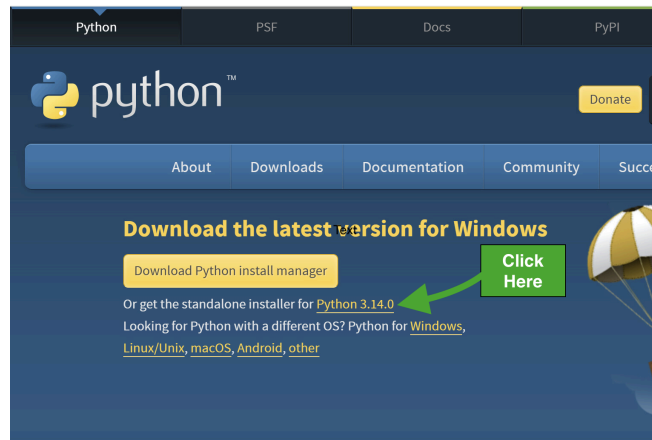 Python PSF Docs PyPI
python™
Donate
About Downloads Documentation Community Succe
Download the latest version for Windows
Text
Download Python install manager
Click
Here
Or get the standalone installer for Python 3.14.0
Looking for Python with a different OS? Python for Windows,
Linux/Unix, macOS, Android, other